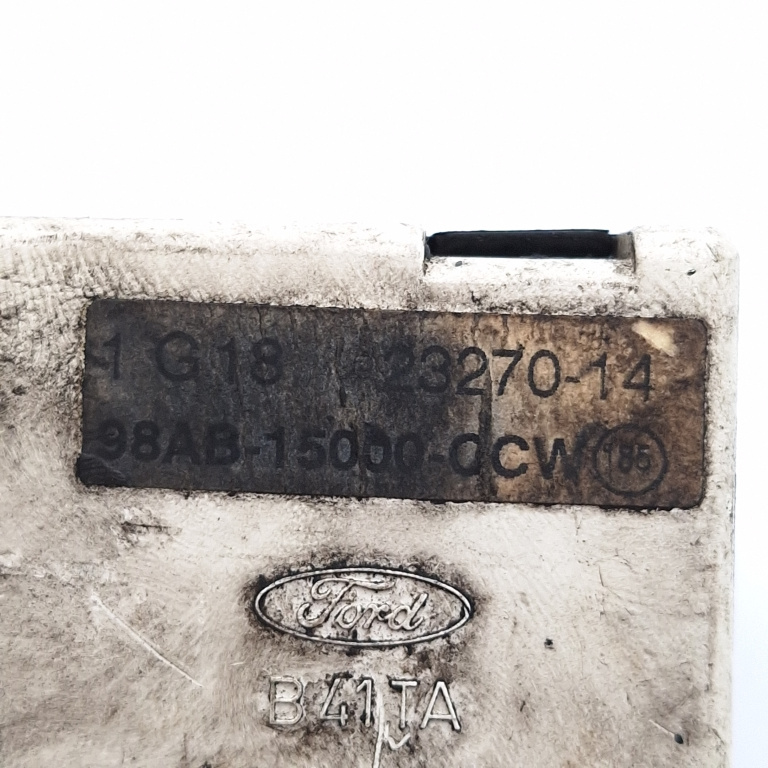 1 G18 23270-14
98AB-15000-CCW 185
Ford
B41TA